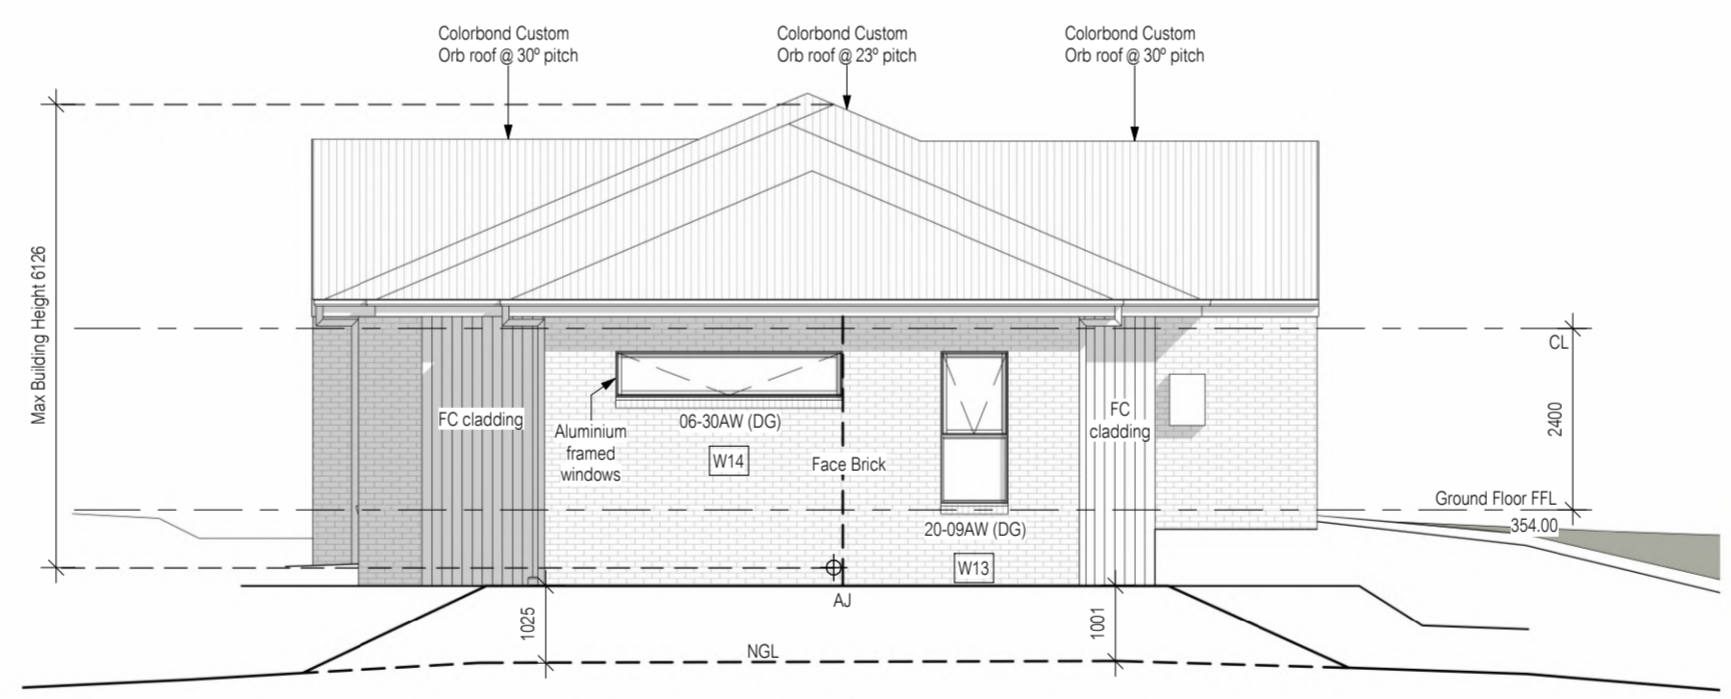 Colorbond Custom
Orb roof @ 30º pitch
Colorbond Custom
Orb roof @ 23º pitch
Colorbond Custom
Orb roof @ 30º pitch
Max Building Height 6126
CL
2400
FC cladding
Aluminium
framed
windows
06-30AW (DG)
W14
Face Brick
FC
cladding
Ground Floor FFL
354.00
20-09AW (DG)
W13
AJ
1025
1001
NGL